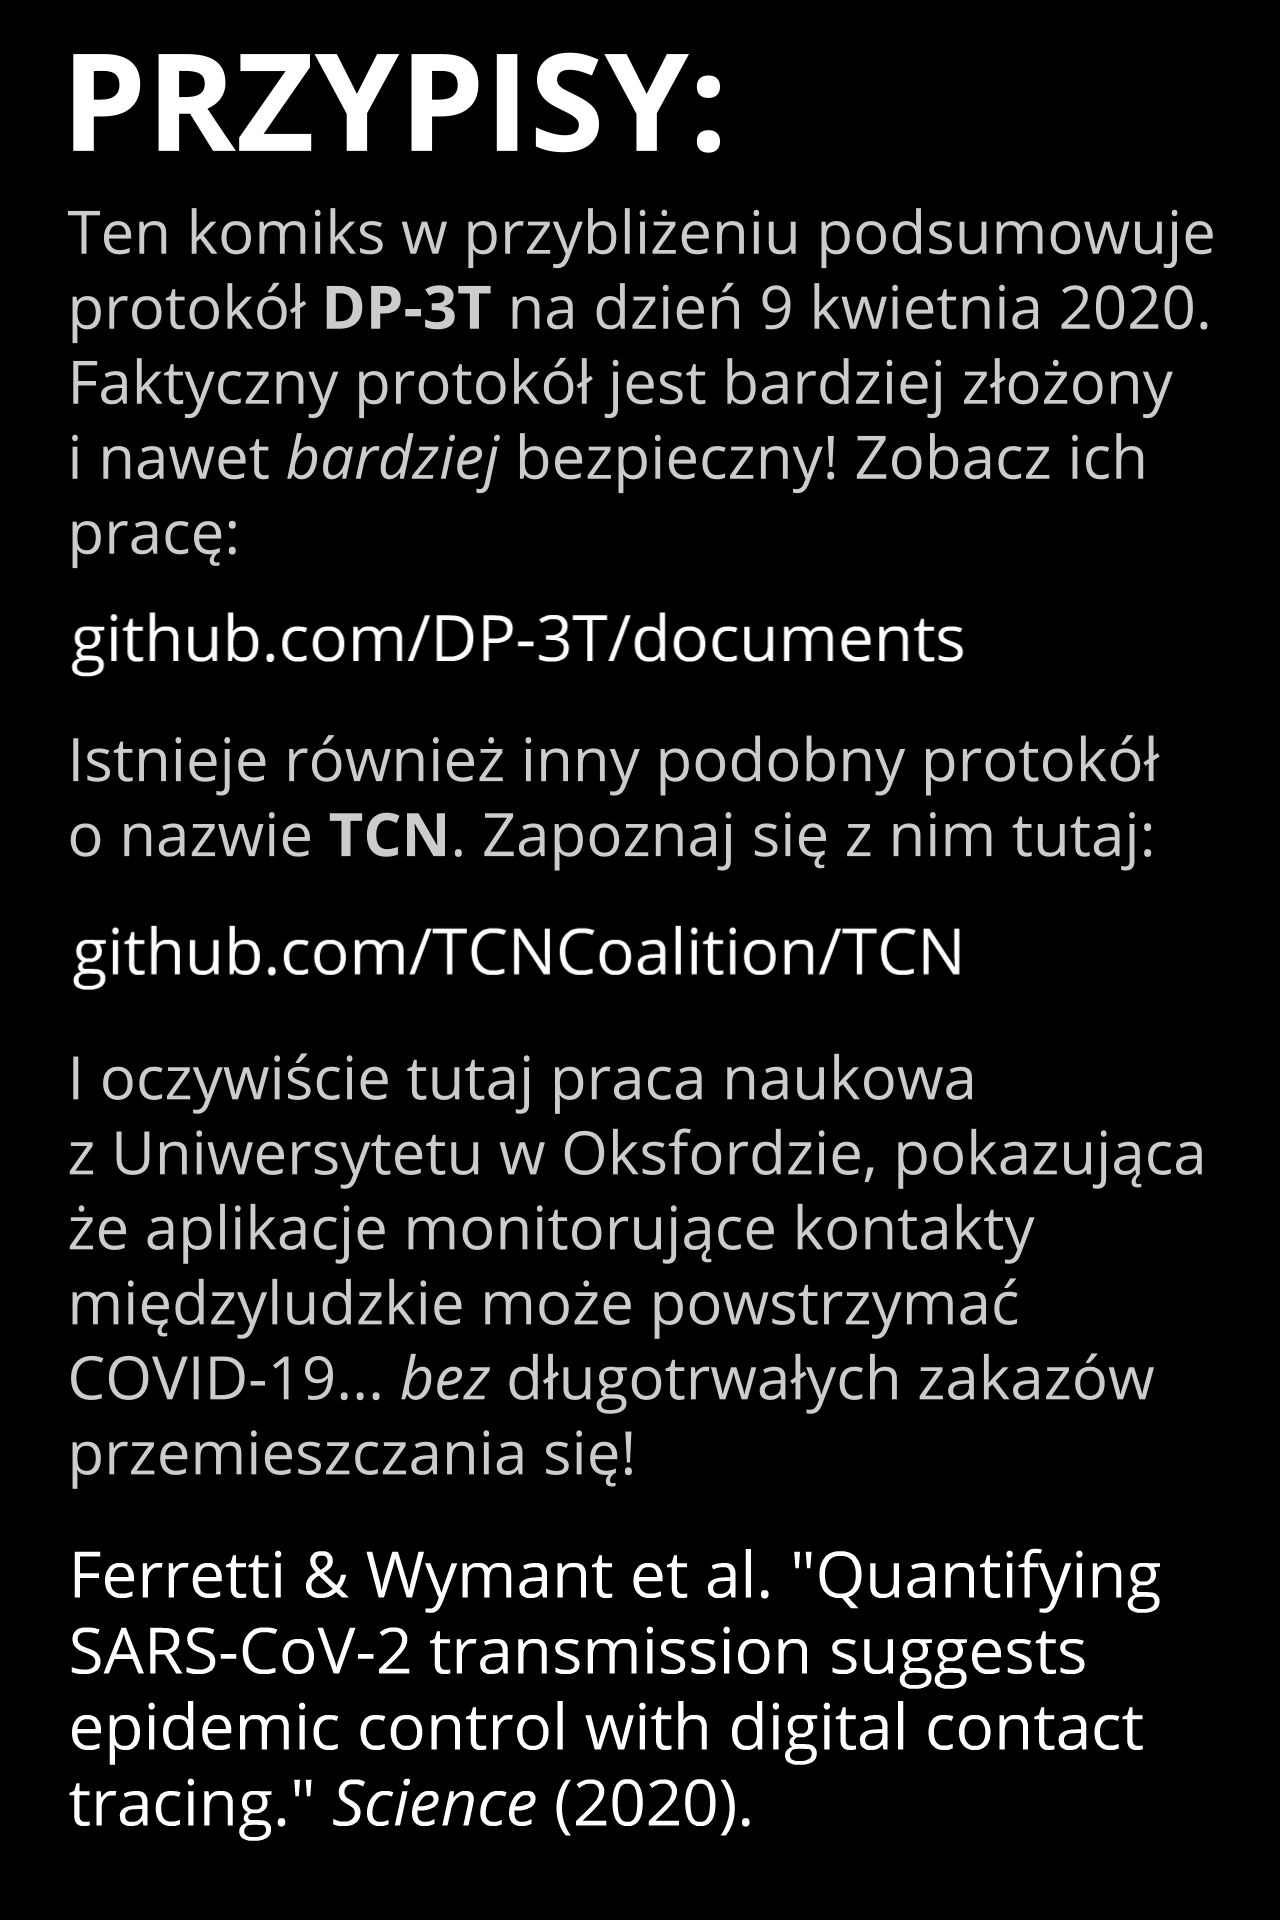 PRZYPISY:
Ten komiks w przybliżeniu podsumowuje
protokół DP-3T na dzień 9 kwietnia 2020.
Faktyczny protokół jest bardziej złożony
i nawet bardziej bezpieczny! Zobacz ich
pracę:
github.com/DP-3T/documents
Istnieje również inny podobny protokół
o nazwie TCN. Zapoznaj się z nim tutaj:
github.com/TCNCoalition/TCN
I oczywiście tutaj praca naukowa
z Uniwersytetu w Oksfordzie, pokazująca
że aplikacje monitorujące kontakty
międzyludzkie może powstrzymać
COVID-19... bez długotrwałych zakazów
przemieszczania się!
Ferretti & Wymant et al. "Quantifying
SARS-CoV-2 transmission suggests
epidemic control with digital contact
tracing." Science (2020).